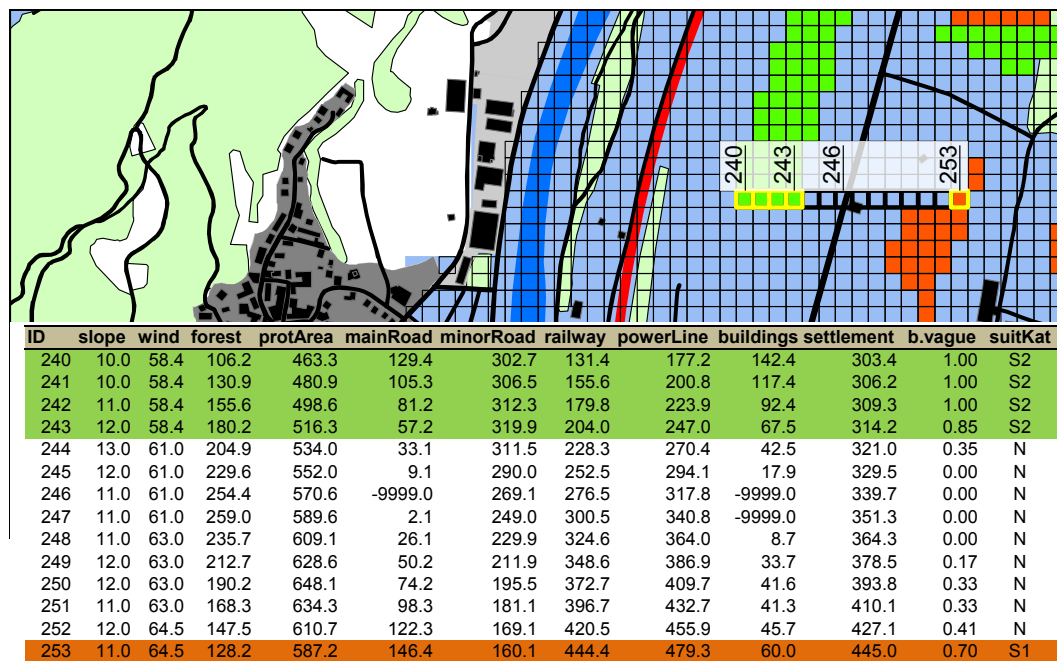 240 243 246 253
ID slope wind forest protArea mainRoad minorRoad railway powerLine buildings settlement b.vague suitKat
240 10.0 58.4 106.2 463.3 129.4 302.7 131.4 177.2 142.4 303.4 1.00 S2
241 10.0 58.4 130.9 480.9 105.3 306.5 155.6 200.8 117.4 306.2 1.00 S2
242 11.0 58.4 155.6 498.6 81.2 312.3 179.8 223.9 92.4 309.3 1.00 S2
243 12.0 58.4 180.2 516.3 57.2 319.9 204.0 247.0 67.5 314.2 0.85 S2
244 13.0 61.0 204.9 534.0 33.1 311.5 228.3 270.4 42.5 321.0 0.35 N
245 12.0 61.0 229.6 552.0 9.1 290.0 252.5 294.1 17.9 329.5 0.00 N
246 11.0 61.0 254.4 570.6 -9999.0 269.1 276.5 317.8 -9999.0 339.7 0.00 N
247 11.0 61.0 259.0 589.6 2.1 249.0 300.5 340.8 -9999.0 351.3 0.00 N
248 11.0 63.0 235.7 609.1 26.1 229.9 324.6 364.0 8.7 364.3 0.00 N
249 12.0 63.0 212.7 628.6 50.2 211.9 348.6 386.9 33.7 378.5 0.17 N
250 12.0 63.0 190.2 648.1 74.2 195.5 372.7 409.7 41.6 393.8 0.33 N
251 11.0 63.0 168.3 634.3 98.3 181.1 396.7 432.7 41.3 410.1 0.33 N
252 12.0 64.5 147.5 610.7 122.3 169.1 420.5 455.9 45.7 427.1 0.41 N
253 11.0 64.5 128.2 587.2 146.4 160.1 444.4 479.3 60.0 445.0 0.70 S1